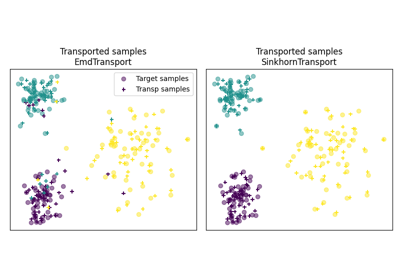 Transported samples
EmdTransport
Transported samples
SinkhornTransport
Target samples
Transp samples